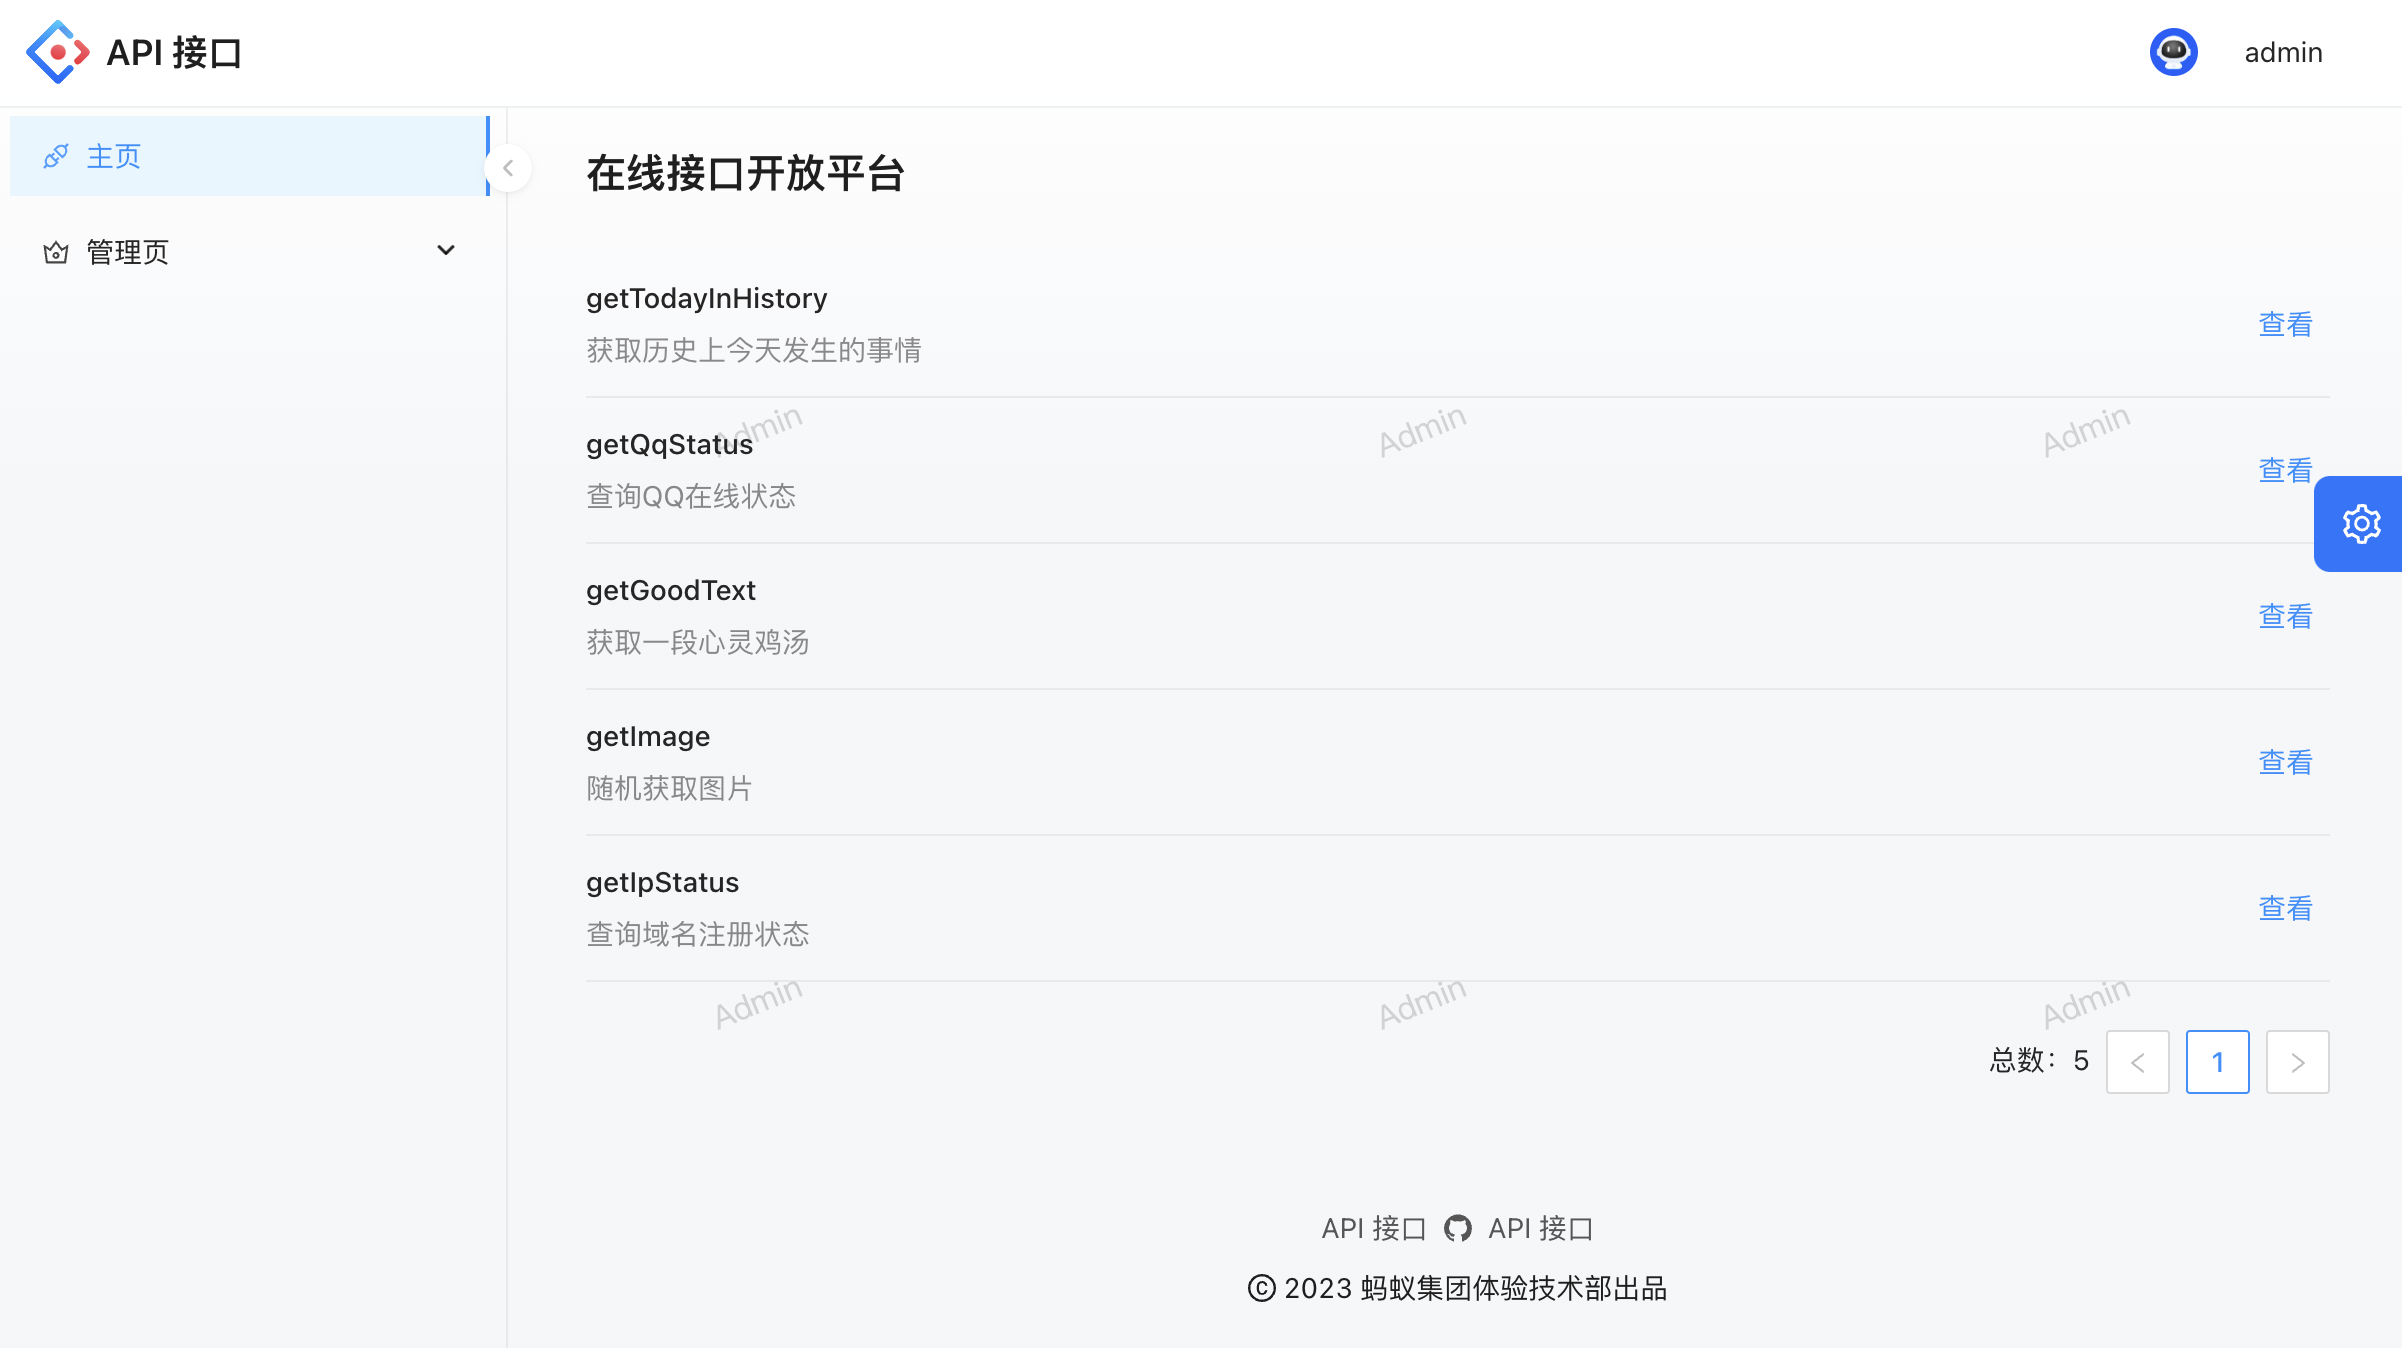 API 接口
admin
主页
管理页
在线接口开放平台
getTodayInHistory
获取历史上今天发生的事情
查看
Admin
Admin
Admin
getQqStatus
查询QQ在线状态
查看
getGoodText
获取一段心灵鸡汤
查看
getImage
随机获取图片
查看
getIpStatus
查询域名注册状态
查看
Admin
Admin
Admin
总数：5
1
API 接口 API 接口
© 2023 蚂蚁集团体验技术部出品